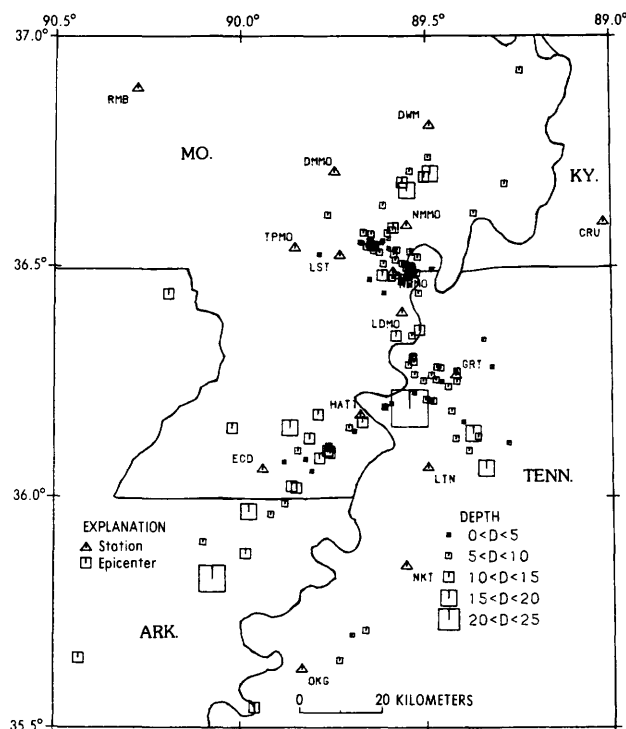 90.5° 90.0° 89.5° 89.0°
37.0°
RMB
DWM
MO.
DMMO
KY.
NMMO
CRU
TPMO
LST
36.5°
LDMO
GRT
HATT
ECD
LTN
TENN.
36.0°
EXPLANATION
Station
Epicenter
DEPTH
0<D<5
5<D<10
10<D<15
15<D<20
20<D<25
NKT
ARK.
OKG
0 20 KILOMETERS
35.5°